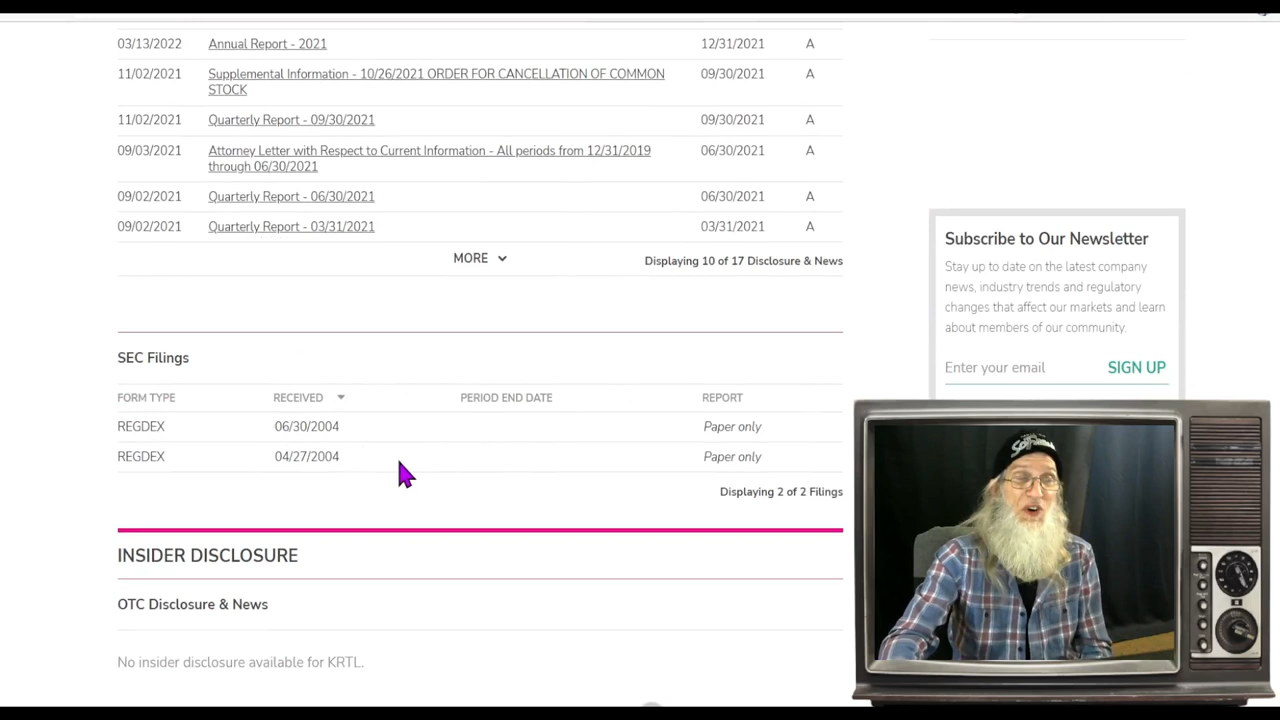 03/13/2022 Annual Report - 2021 12/31/2021 A
11/02/2021 Supplemental Information - 10/26/2021 ORDER FOR CANCELLATION OF COMMON 09/30/2021 A
STOCK
11/02/2021 Quarterly Report - 09/30/2021 09/30/2021 A
09/03/2021 Attorney Letter with Respect to Current Information - All periods from 12/31/2019 06/30/2021 A
through 06/30/2021
09/02/2021 Quarterly Report - 06/30/2021 06/30/2021 A
09/02/2021 Quarterly Report - 03/31/2021 03/31/2021 A
MORE Displaying 10 of 17 Disclosure & News
SEC Filings
FORM TYPE RECEIVED PERIOD END DATE REPORT
REGDEX 06/30/2004 Paper only
REGDEX 04/27/2004 Paper only
Displaying 2 of 2 Filings
INSIDER DISCLOSURE
OTC Disclosure & News
No insider disclosure available for KRTL.
Subscribe to Our Newsletter
Stay up to date on the latest company
news, industry trends and regulatory
changes that affect our markets and learn
about members of our community.
Enter your email SIGN UP